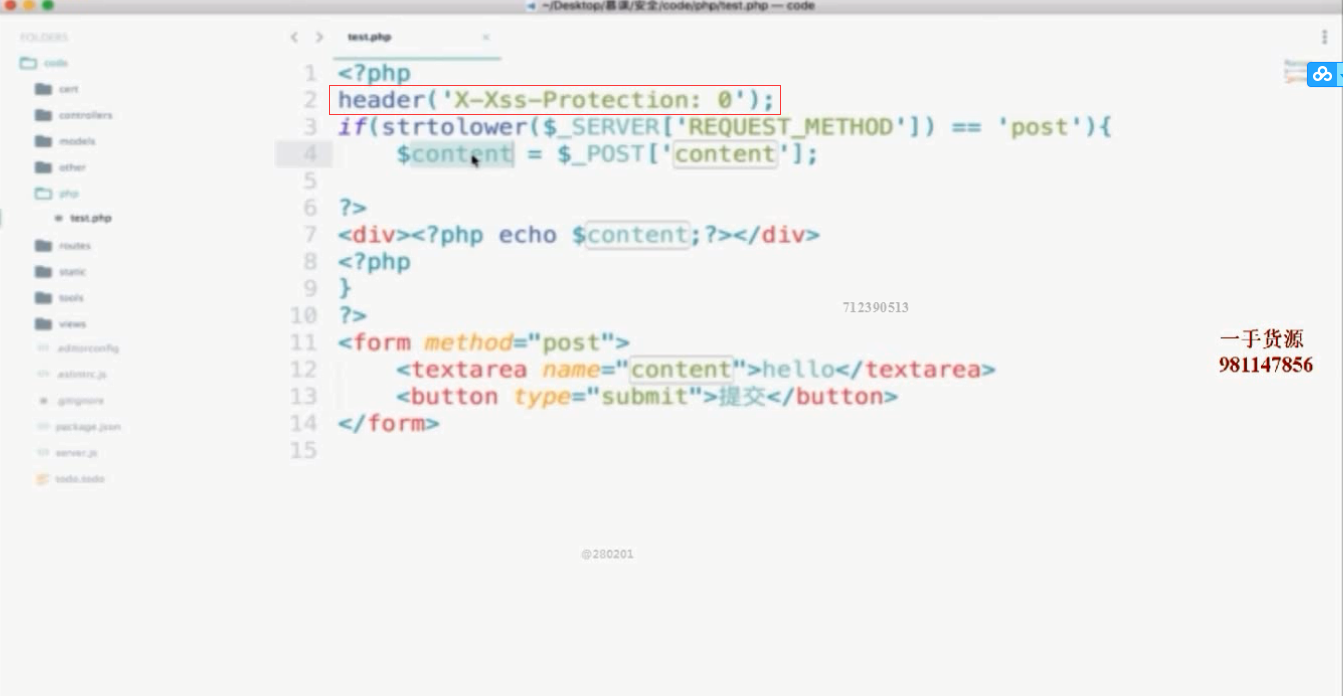 ~/Desktop/慕课/安全/code/php/test.php — code
FOLDERS
code
cert
controllers
models
other
php
test.php
routes
static
tools
views
.editorconfig
.eslintrc.js
.gitignore
package.json
server.js
todo.todo
test.php ×
1 <?php
2 header('X-Xss-Protection: 0');
3 if(strtolower($_SERVER['REQUEST_METHOD']) == 'post'){
4 $content = $_POST['content'];
5
6 ?>
7 <div><?php echo $content;?></div>
8 <?php
9 }
10 ?>
11 <form method="post">
12 <textarea name="content">hello</textarea>
13 <button type="submit">提交</button>
14 </form>
15
712390513
一手货源
981147856
@280201